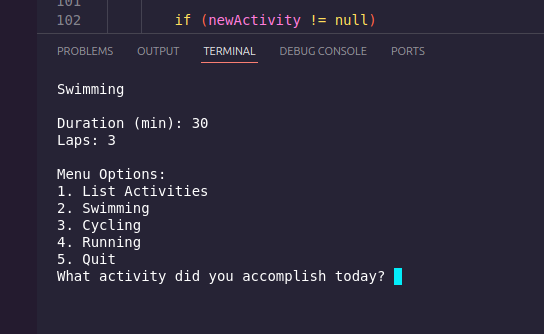 101
102 if (newActivity != null)
PROBLEMS OUTPUT TERMINAL DEBUG CONSOLE PORTS
Swimming
Duration (min): 30
Laps: 3
Menu Options:
1. List Activities
2. Swimming
3. Cycling
4. Running
5. Quit
What activity did you accomplish today?